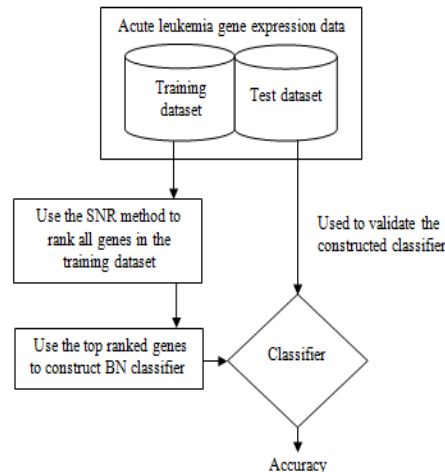 Acute leukemia gene expression data
Training
dataset
Test dataset
Use the SNR method to
rank all genes in the
training dataset
Used to validate the
constructed classifier
Use the top ranked genes
to construct BN classifier
Classifier
Accuracy